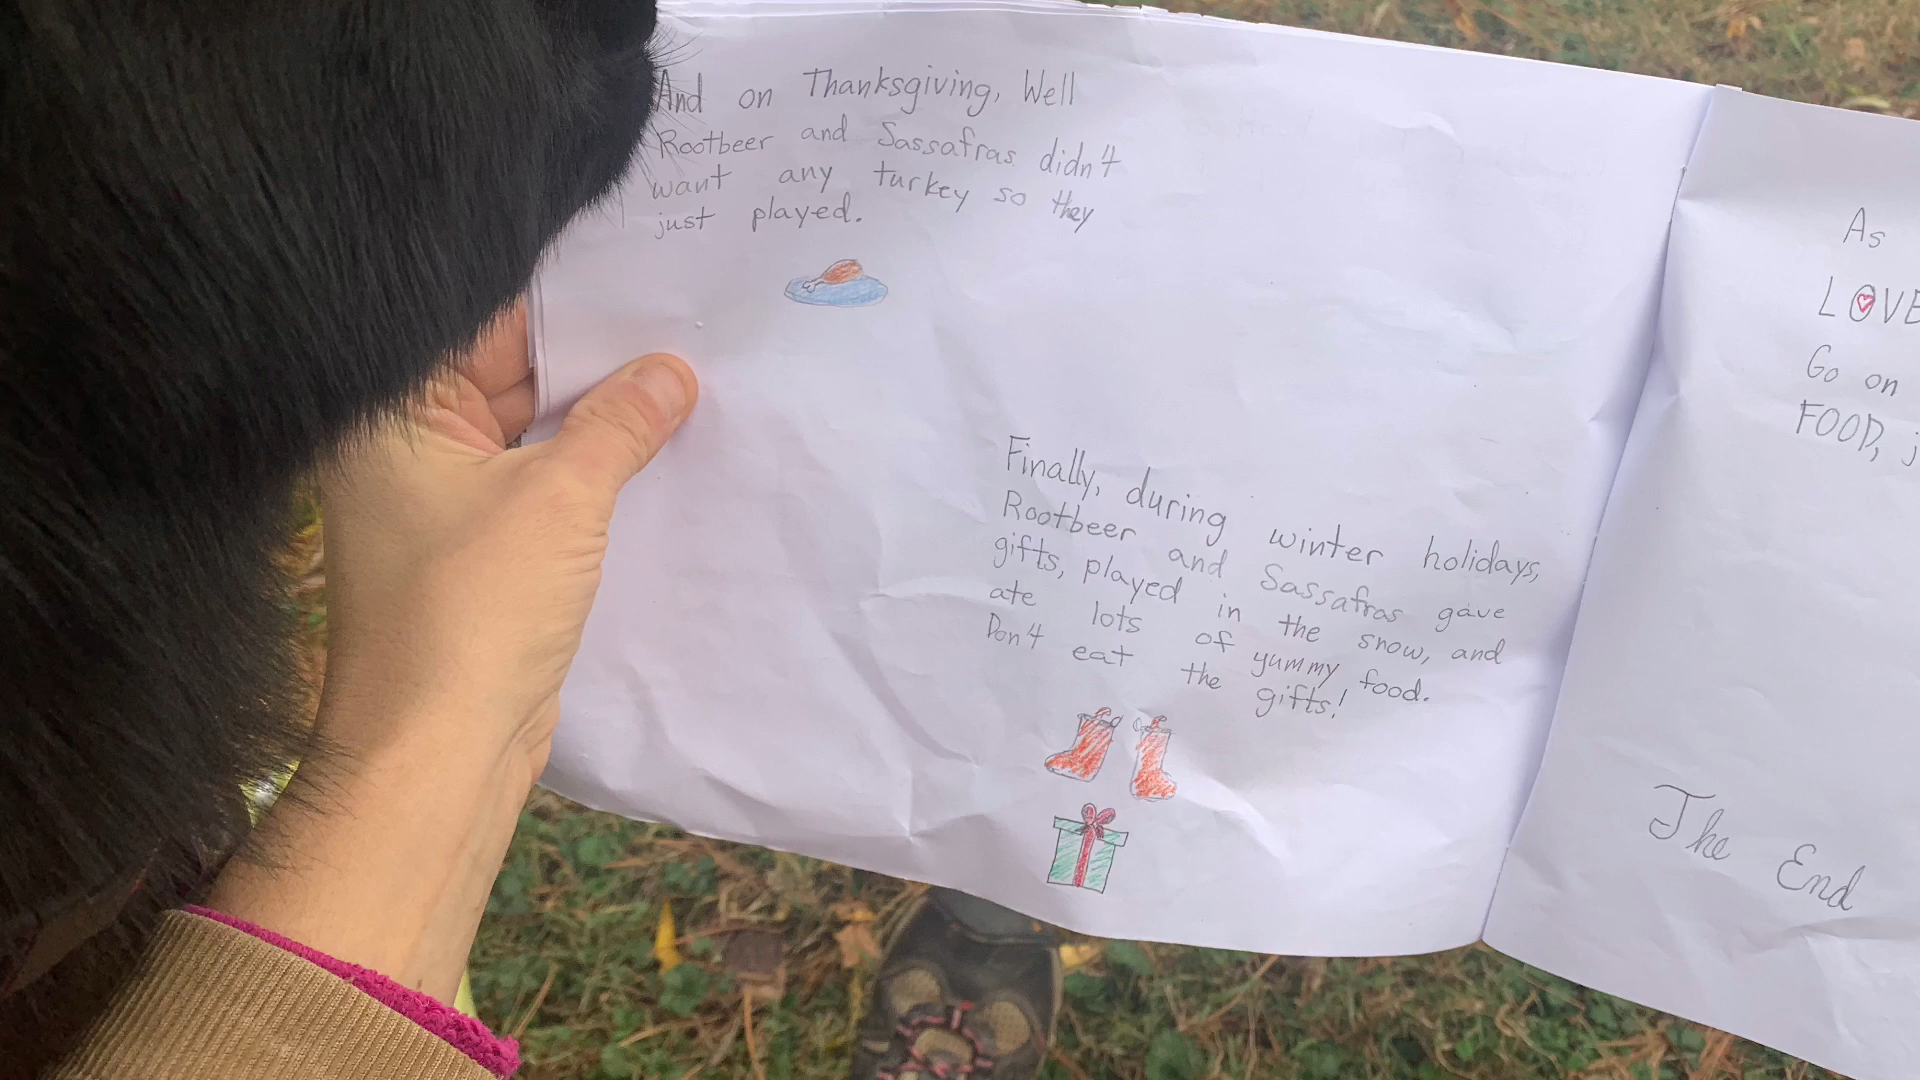 And on Thanksgiving, Well
Rootbeer and Sassafras didn't
want any turkey so they
just played.
Finally, during winter holidays,
Rootbeer and Sassafras gave
gifts, played in the snow, and
ate lots of yummy food.
Don't eat the gifts!
As
LOVE
Go on
FOOD, j
The End